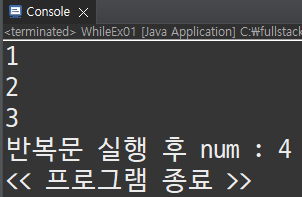 Console
<terminated> WhileEx01 [Java Application] C:₩fullstack
1
2
3
반복문 실행 후 num : 4
<< 프로그램 종료 >>